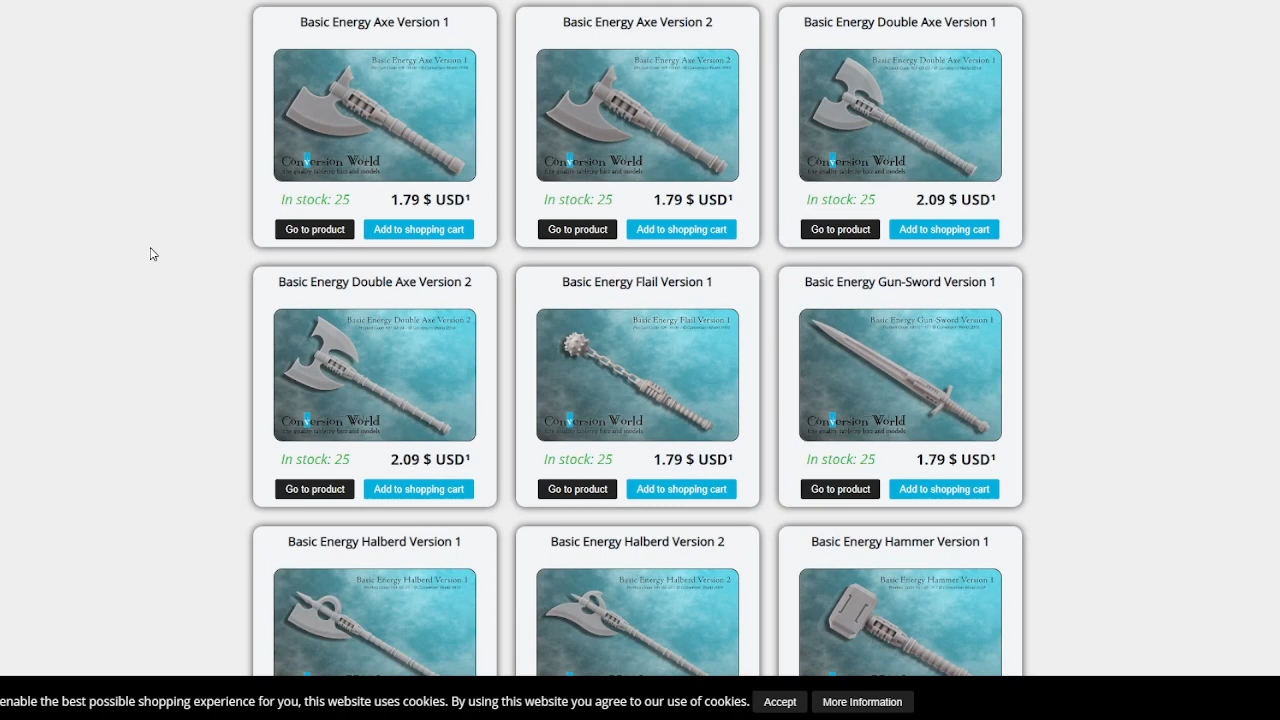 Basic Energy Axe Version 1
Basic Energy Axe Version 2
Basic Energy Double Axe Version 1
Basic Energy Axe Version 1
Basic Energy Axe Version 2
Basic Energy Double Axe Version 1
Conversion World
Conversion World
Conversion World
In stock: 25 1.79 $ USD¹
In stock: 25 1.79 $ USD¹
In stock: 25 2.09 $ USD¹
Go to product Add to shopping cart
Go to product Add to shopping cart
Go to product Add to shopping cart
Basic Energy Double Axe Version 2
Basic Energy Flail Version 1
Basic Energy Gun-Sword Version 1
Basic Energy Double Axe Version 2
Basic Energy Flail Version 1
Basic Energy Gun-Sword Version 1
Conversion World
Conversion World
Conversion World
In stock: 25 2.09 $ USD¹
In stock: 25 1.79 $ USD¹
In stock: 25 1.79 $ USD¹
Go to product Add to shopping cart
Go to product Add to shopping cart
Go to product Add to shopping cart
Basic Energy Halberd Version 1
Basic Energy Halberd Version 2
Basic Energy Hammer Version 1
Basic Energy Halberd Version 1
Basic Energy Halberd Version 2
Basic Energy Hammer Version 1
enable the best possible shopping experience for you, this website uses cookies. By using this website you agree to our use of cookies. Accept More Information